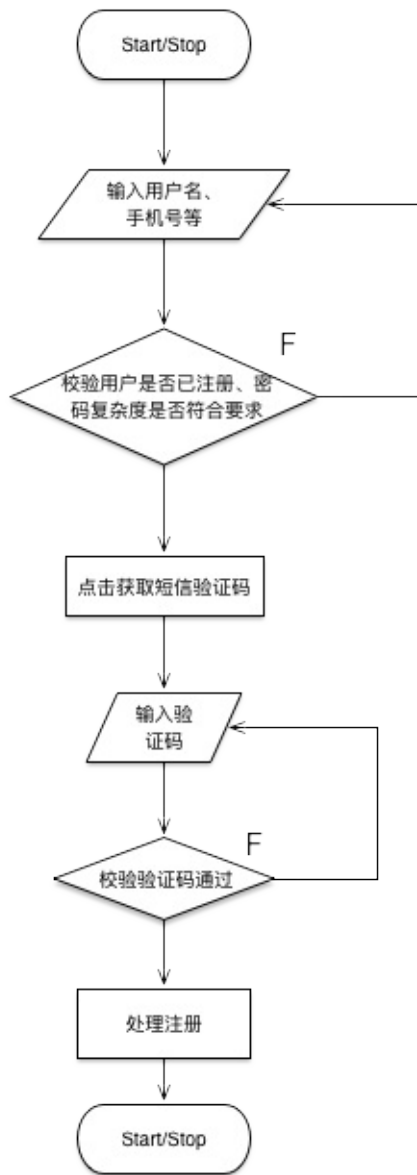 Start/Stop
输入用户名、
手机号等
F
校验用户是否已注册、密
码复杂度是否符合要求
点击获取短信验证码
输入验
证码
F
校验验证码通过
处理注册
Start/Stop